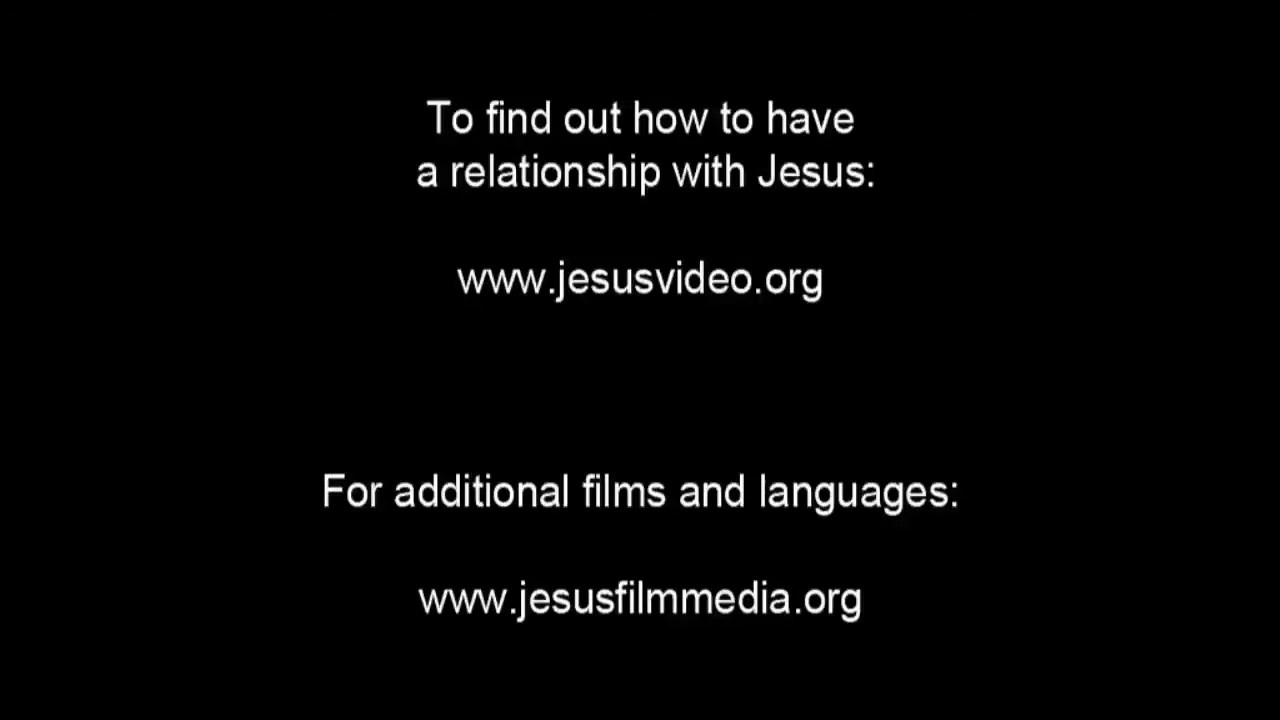 To find out how to have
a relationship with Jesus:
www.jesusvideo.org
For additional films and languages:
www.jesusfilmmedia.org